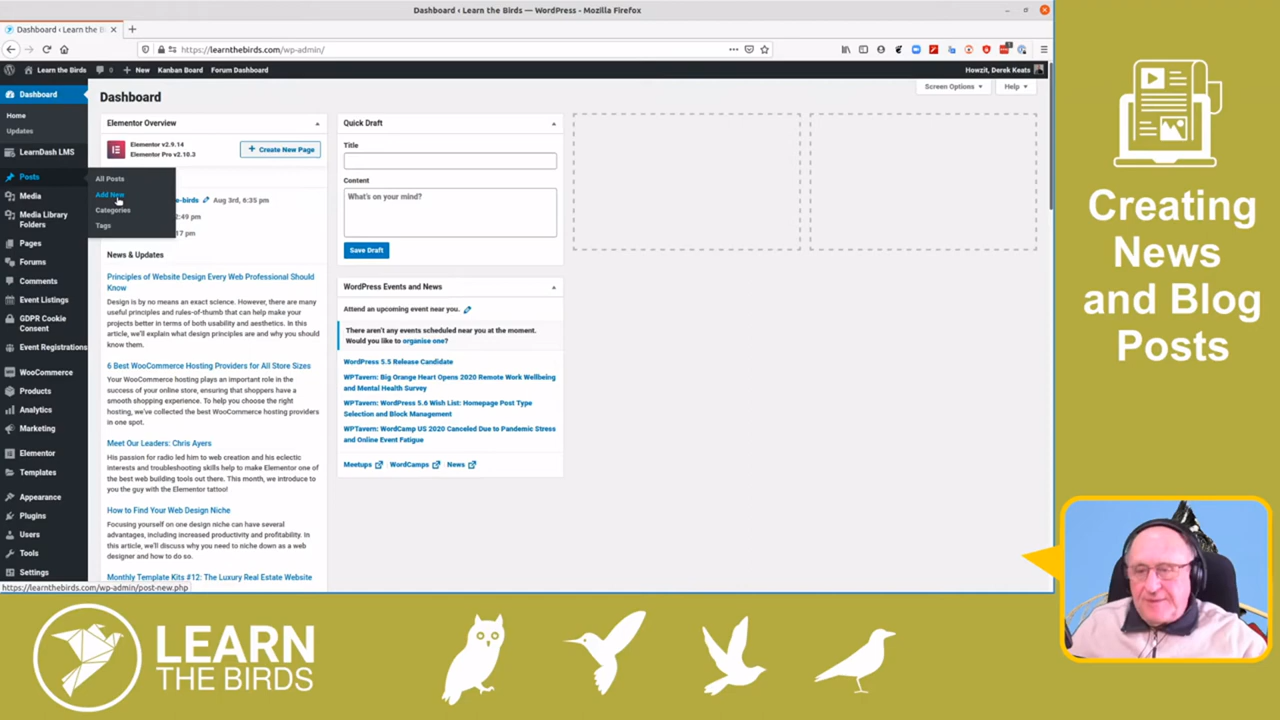 Dashboard ‹ Learn the Birds — WordPress - Mozilla Firefox
Dashboard ‹ Learn the B
https://learnthebirds.com/wp-admin/
Learn the Birds 0 New Kanban Board Forum Dashboard Howzit, Derek Keats
Screen Options Help
Dashboard
Home
Updates
LearnDash LMS
Posts
Media
Media Library
Folders
Pages
Forums
Comments
Event Listings
GDPR Cookie
Consent
Event Registrations
WooCommerce
Products
Analytics
Marketing
Elementor
Templates
Appearance
Plugins
Users
Tools
Settings
All Posts
Add New
Categories
Tags
Dashboard
Elementor Overview
Elementor v2.9.14
Elementor Pro v2.10.3
Create New Page
e-birds Aug 3rd, 6:35 pm
2:49 pm
17 pm
News & Updates
Principles of Website Design Every Web Professional Should
Know
Design is by no means an exact science. However, there are many
useful principles and rules-of-thumb that can help make your
projects better in terms of both usability and aesthetics. In this
article, we'll explain what design principles are and why you should
know them.
6 Best WooCommerce Hosting Providers for All Store Sizes
Your WooCommerce hosting plays an important role in the
success of your online store, ensuring that shoppers have a
smooth shopping experience. To help you choose the right
hosting, we've collected the best WooCommerce hosting providers
in one spot.
Meet Our Leaders: Chris Ayers
His passion for radio led him to web creation and his eclectic
interests and troubleshooting skills help to make Elementor one of
the best page builders available. This month, we introduce to
you the guy with the Elementor tattoo!
How to Find Your Web Design Niche
Focusing yourself on one design niche can have several
advantages, including increased productivity and profitability. In
this article, we'll discuss why you need to niche down as a web
designer and how to do so.
Monthly Template Kits #12: The Luxury Real Estate Website
Quick Draft
Title
Content
What's on your mind?
Save Draft
WordPress Events and News
Attend an upcoming event near you.
There aren't any events scheduled near you at the moment.
Would you like to organise one?
WordPress 5.5 Release Candidate
WPTavern: Big Orange Heart Opens 2020 Remote Work Wellbeing
and Mental Health Survey
WPTavern: WordPress 5.6 Wish List: Homepage Post Type
Selection and Block Management
WPTavern: WordCamp US 2020 Canceled Due to Pandemic Stress
and Online Event Fatigue
Meetups WordCamps News
https://learnthebirds.com/wp-admin/post-new.php
Creating
News
and Blog
Posts
LEARN
THE BIRDS